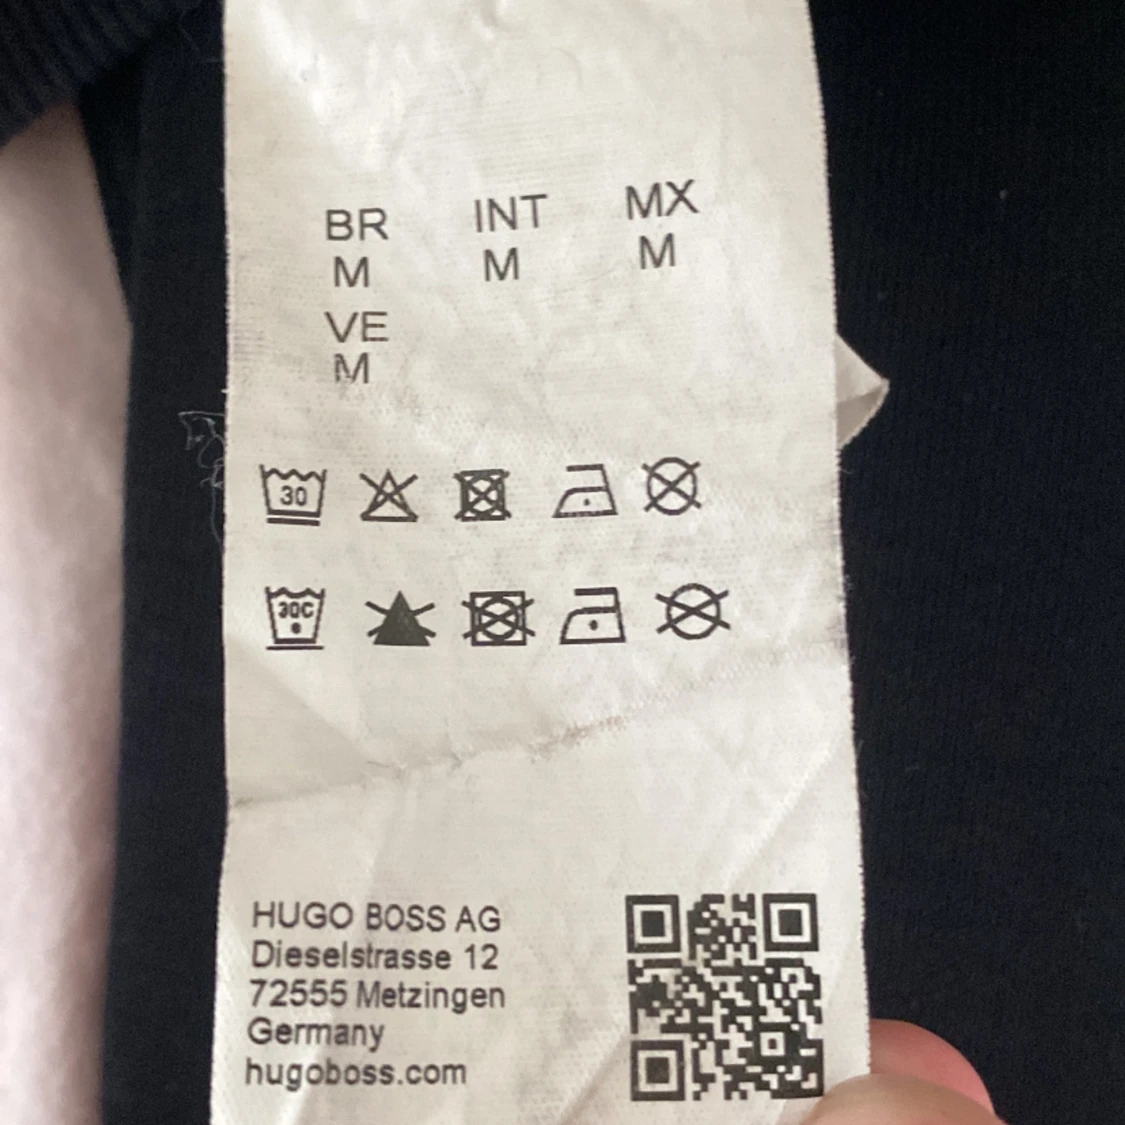 BR INT MX
M M M
VE
M
30
30C
HUGO BOSS AG
Dieselstrasse 12
72555 Metzingen
Germany
hugoboss.com